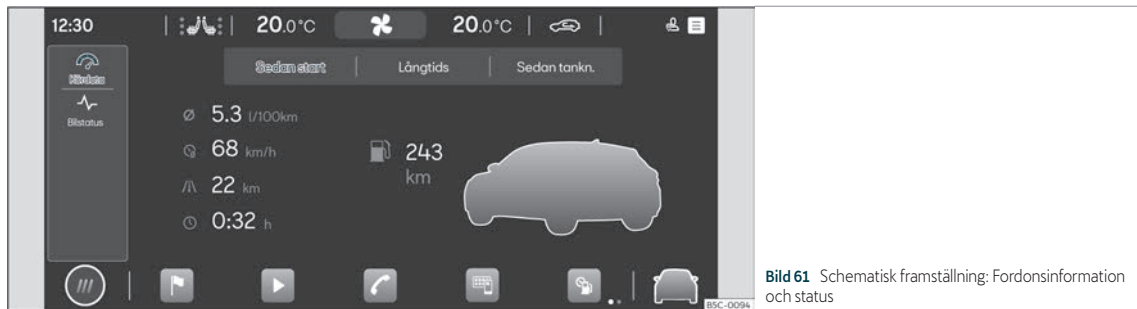 12:30 20.0°C 20.0°C
Kördata
Bilstatus
Sedan start Långtids Sedan tankn.
5.3 l/100km
68 km/h
22 km
0:32 h
243
km
B5C-0094
Bild 61 Schematisk framställning: Fordonsinformation
och status